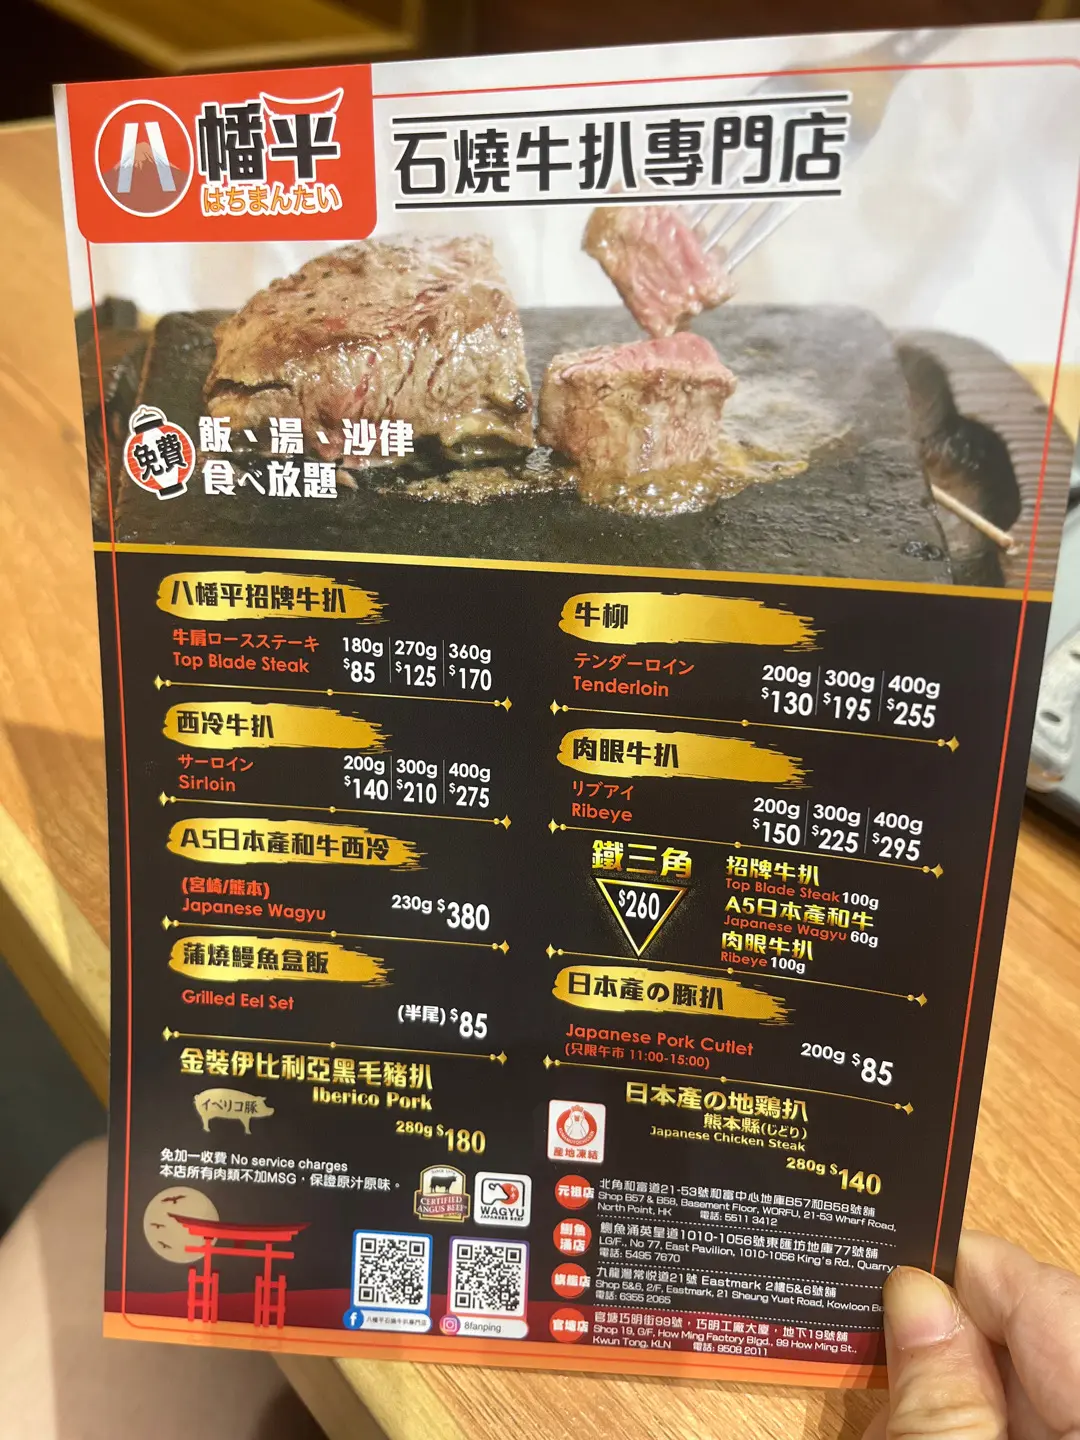 八幡平
はちまんたい
石燒牛扒專門店
免費
飯、湯、沙律
食べ放題
八幡平招牌牛扒
牛肩ロースステーキ
Top Blade Steak
180g 270g 360g
$85 $125 $170
西冷牛扒
サーロイン
Sirloin
200g 300g 400g
$140 $210 $275
A5日本產和牛西冷
(宮崎/熊本)
Japanese Wagyu
230g $380
蒲燒鰻魚盒飯
Grilled Eel Set
(半尾) $85
金裝伊比利亞黑毛豬扒
Iberico Pork
イベリコ豚
280g $180
牛柳
テンダーロイン
Tenderloin
200g 300g 400g
$130 $195 $255
肉眼牛扒
リブアイ
Ribeye
200g 300g 400g
$150 $225 $295
鐵三角
$260
招牌牛扒
Top Blade Steak 100g
A5日本產和牛
Japanese Wagyu 60g
肉眼牛扒
Ribeye 100g
日本產の豚扒
Japanese Pork Cutlet
(只限午市 11:00-15:00)
200g $85
日本產の地鶏扒
熊本縣(じどり)
Japanese Chicken Steak
280g $140
産地凍結
免加一收費 No service charges
本店所有肉類不加MSG，保證原汁原味。
CERTIFIED
ANGUS BEEF
WAGYU
JAPANESE BEEF
八幡平石燒牛扒專門店
8fanping
元祖店
北角和富道21-53號和富中心地庫B57和B58號舖
Shop B57 & B58, Basement Floor, WORFU, 21-53 Wharf Road,
North Point, HK 電話: 5511 3412
鰂魚涌店
鰂魚涌英皇道1010-1056號東匯坊地庫77號舖
LG/F., No 77, East Pavilion, 1010-1056 King's Rd., Quarry
電話: 5495 7670
旗艦店
九龍灣常悦道21號 Eastmark 2樓5&6號舖
Shop 5&6, 2/F, Eastmark, 21 Sheung Yuet Road, Kowloon Ba
電話: 6355 2065
官塘店
官塘巧明街99號，巧明工廠大廈，地下19號舖
Shop 19, G/F, How Ming Factory Blgd., 99 How Ming St.,
Kwun Tong, KLN 電話: 9508 2011